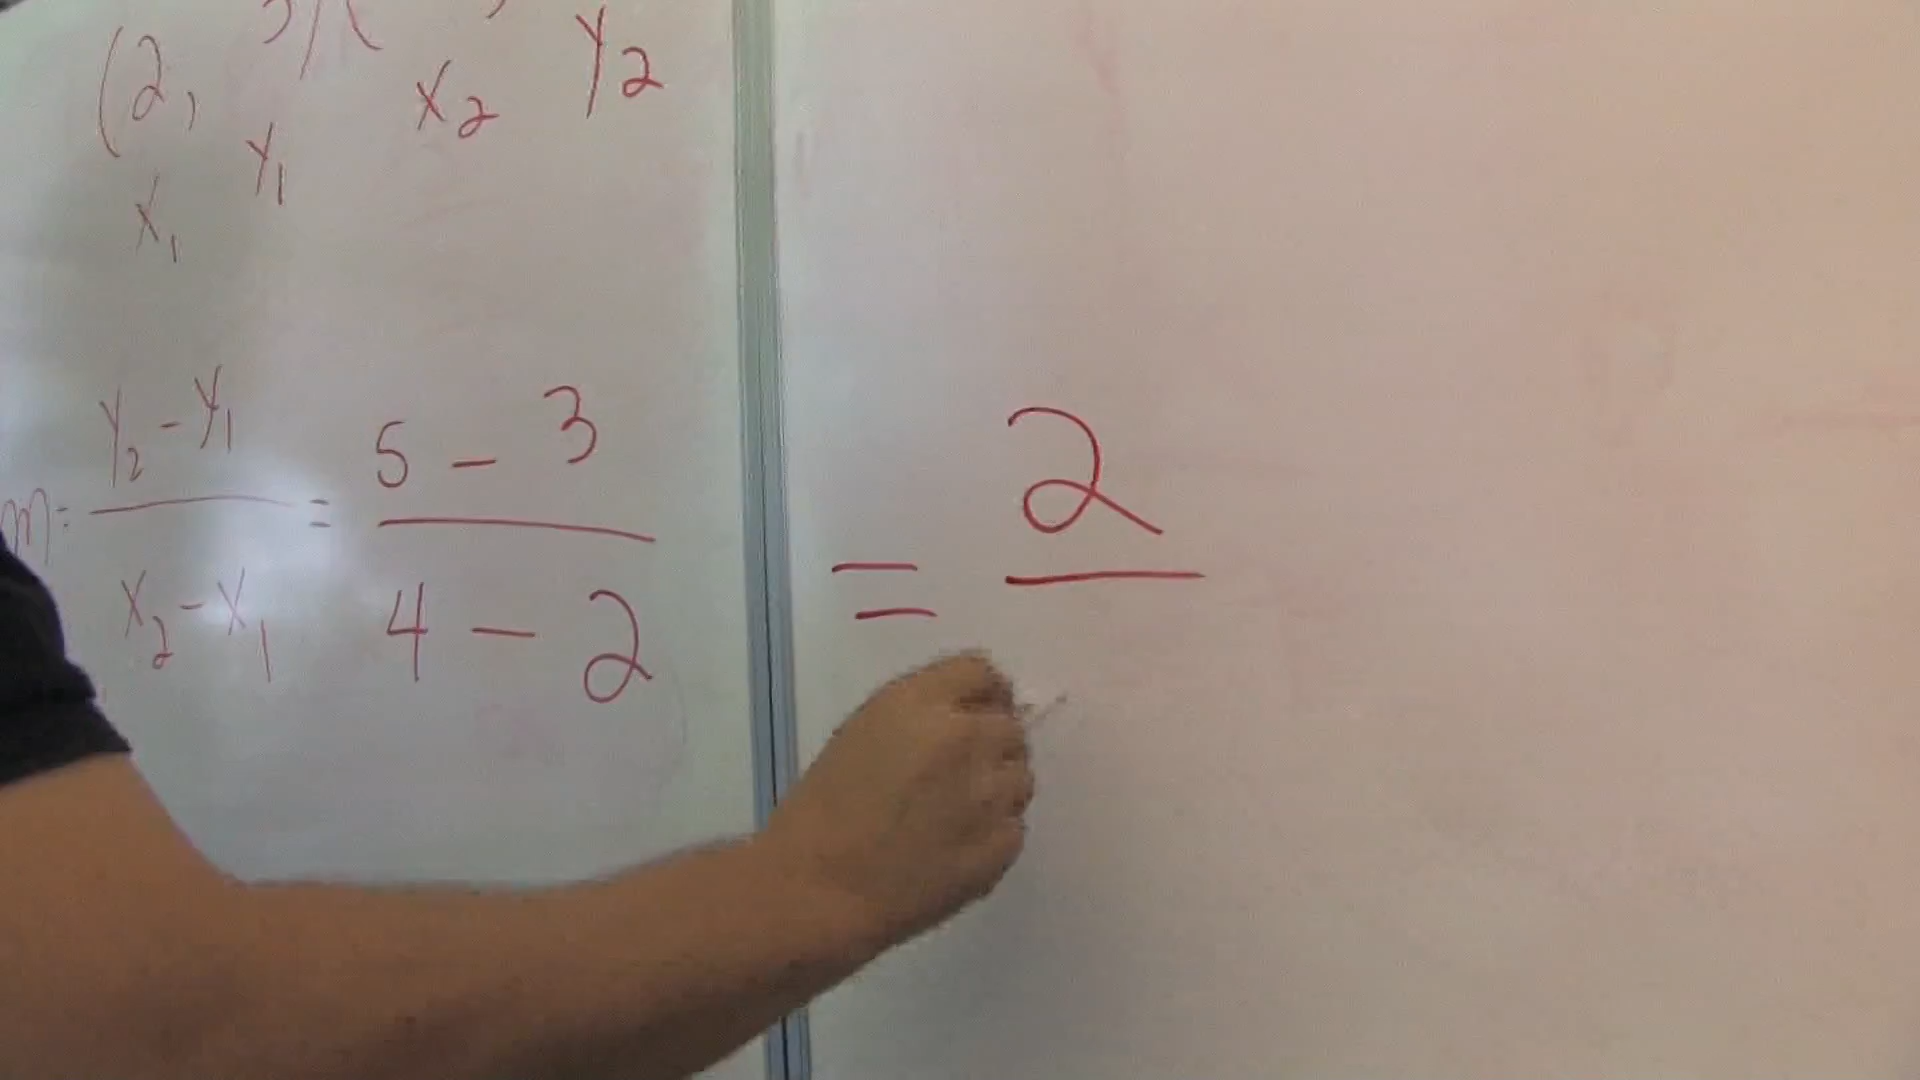 (2, 3)(
x₁ y₁ x₂ y₂
m = y₂ - y₁ / x₂ - x₁ = 5 - 3 / 4 - 2 = 2 /